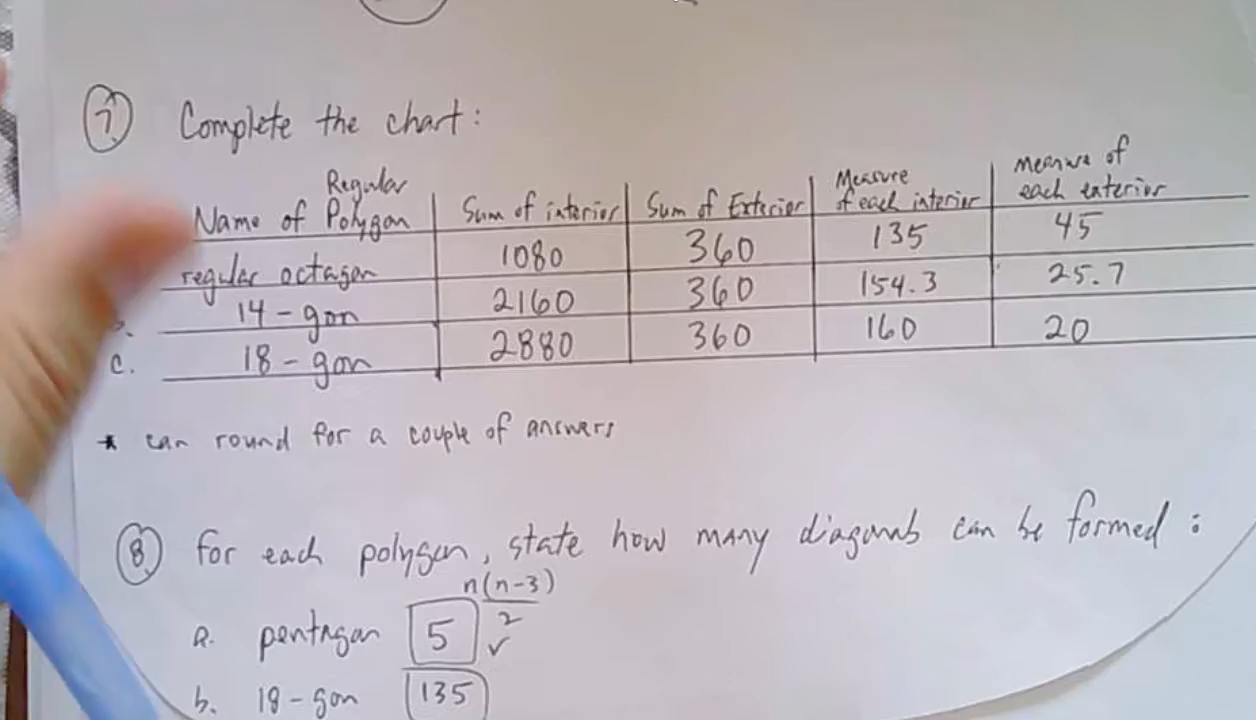 7. Complete the chart:
Regular
Name of Polygon | Sum of interior | Sum of Exterior | Measure of each interior | Measure of each exterior
regular octagon | 1080 | 360 | 135 | 45
14-gon | 2160 | 360 | 154.3 | 25.7
c. 18-gon | 2880 | 360 | 160 | 20
* can round for a couple of answers
8. For each polygon, state how many diagonals can be formed:
n(n-3)
2
a. pentagon 5 ✓
b. 18-gon 135